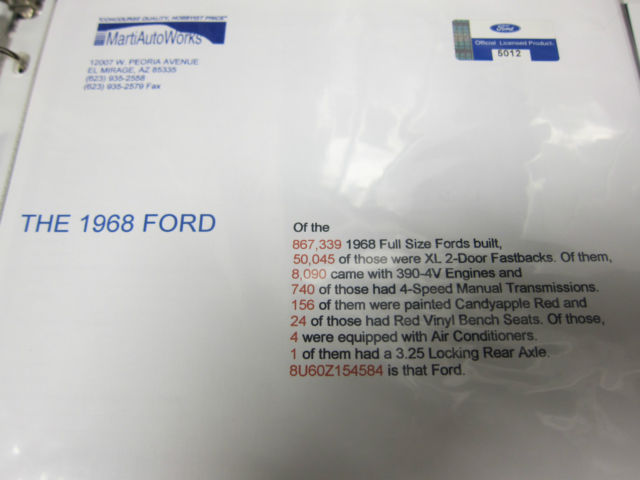 "CONCOURSE QUALITY, HOBBYIST PRICE"
MartiAutoWorks
12007 W. PEORIA AVENUE
EL MIRAGE, AZ 85335
(623) 935-2558
(623) 935-2579 Fax
Ford
Official Licensed Product
5012
THE 1968 FORD
Of the
867,339 1968 Full Size Fords built,
50,045 of those were XL 2-Door Fastbacks. Of them,
8,090 came with 390-4V Engines and
740 of those had 4-Speed Manual Transmissions.
156 of them were painted Candyapple Red and
24 of those had Red Vinyl Bench Seats. Of those,
4 were equipped with Air Conditioners.
1 of them had a 3.25 Locking Rear Axle.
8U60Z154584 is that Ford.